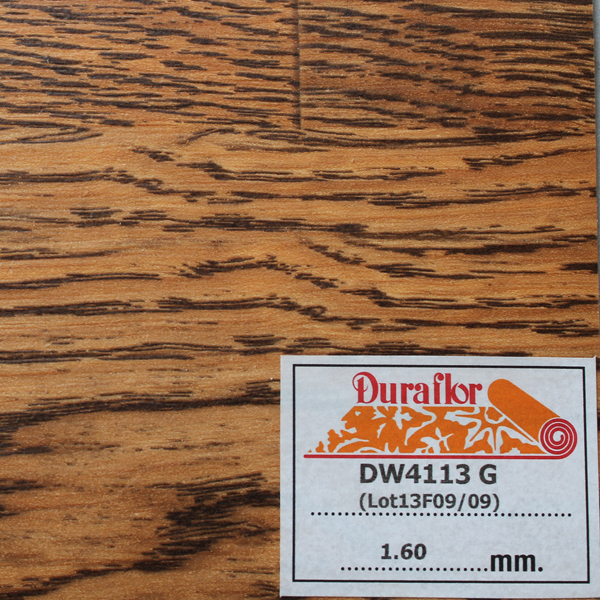 Duraflor
DW4113 G
(Lot13F09/09)
1.60 mm.